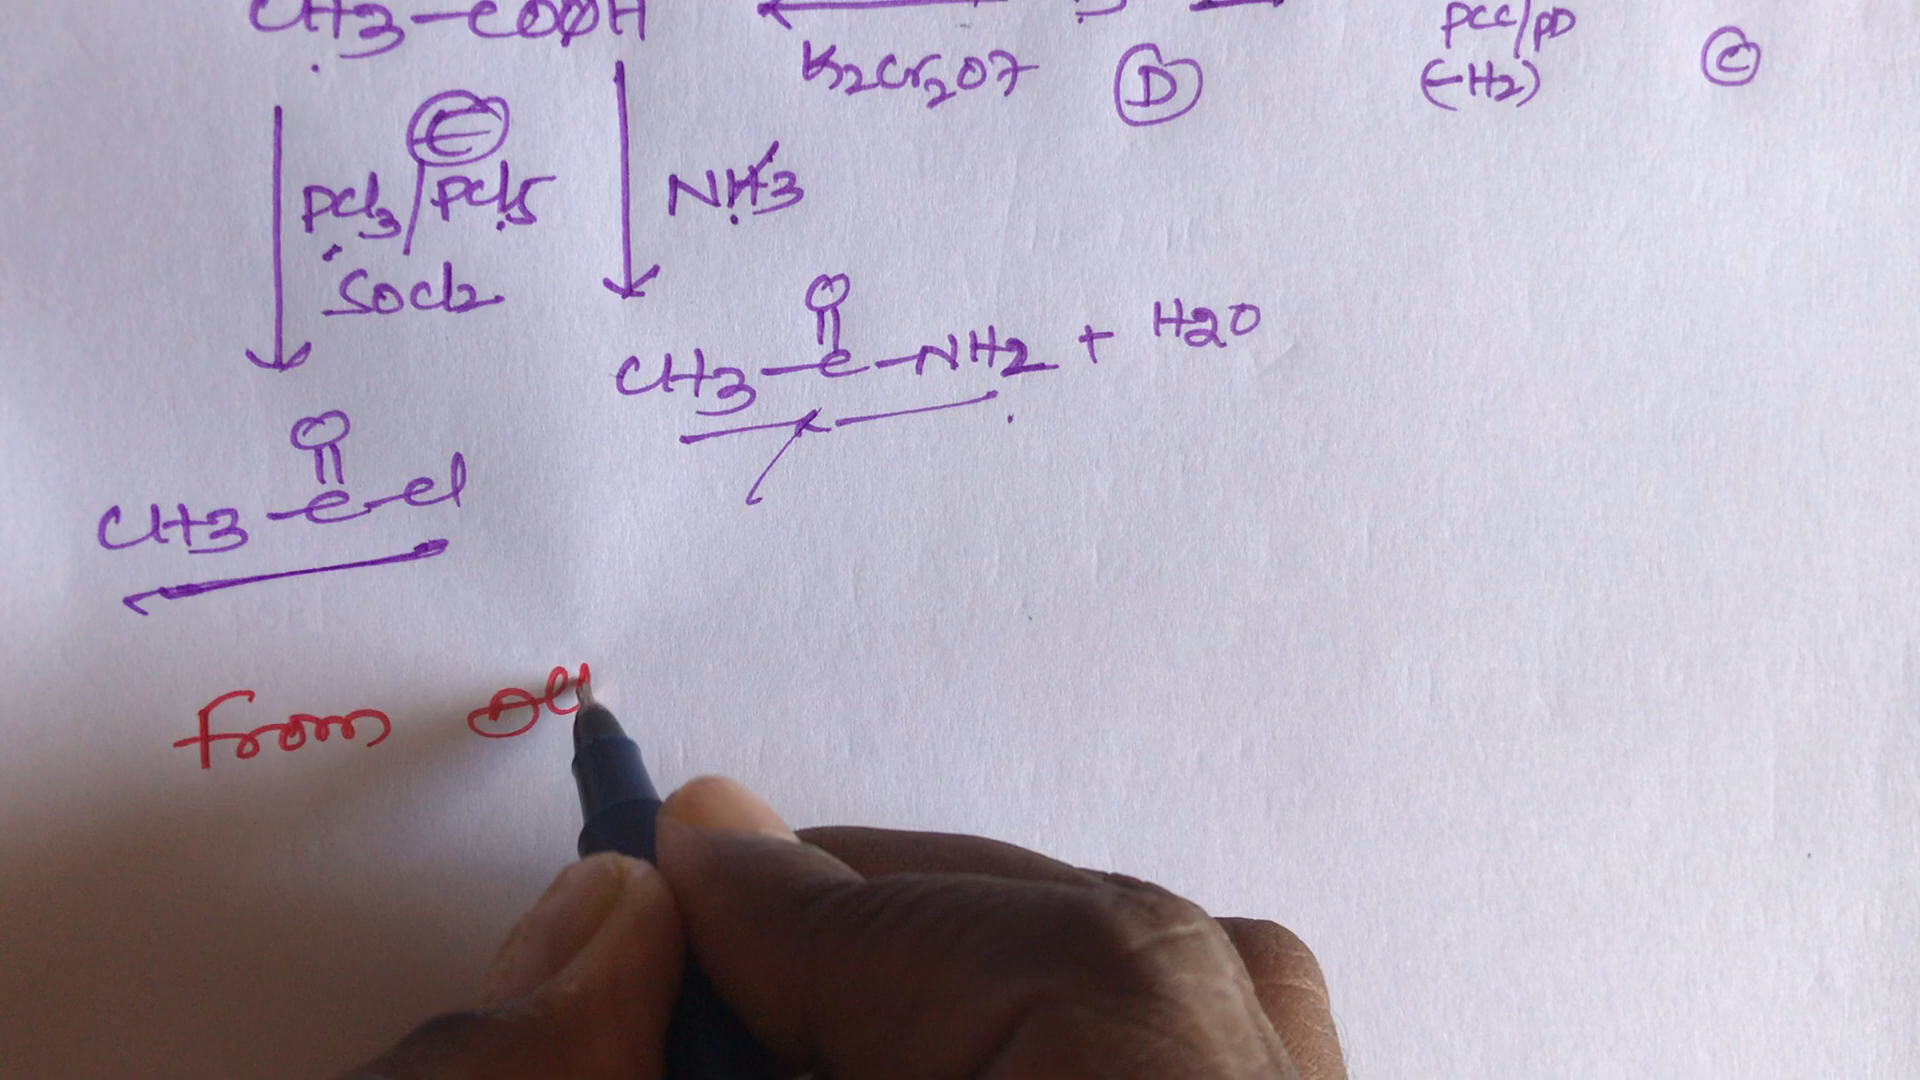 CH3-COOH
K2Cr2O7
D
PCC/PD
(-H2)
C
E
PCl3/PCl5
SOCl2
NH3
O
CH3-C-NH2 + H2O
O
CH3-C-Cl
From